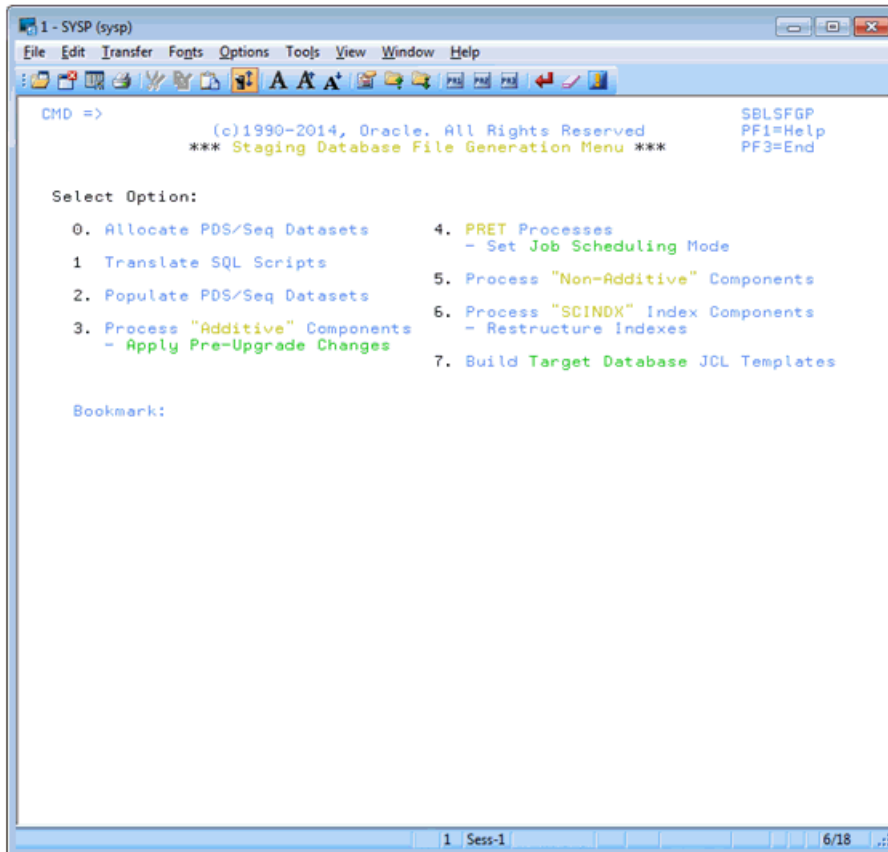 1 - SYSP (sysp)
File Edit Transfer Fonts Options Tools View Window Help
A A A PA1 PA2 PA3
CMD => SBLSFGP
(c)1990-2014, Oracle. All Rights Reserved PF1=Help
*** Staging Database File Generation Menu *** PF3=End
Select Option:
0. Allocate PDS/Seq Datasets
1 Translate SQL Scripts
2. Populate PDS/Seq Datasets
3. Process "Additive" Components
- Apply Pre-Upgrade Changes
4. PRET Processes
- Set Job Scheduling Mode
5. Process "Non-Additive" Components
6. Process "SCINDX" Index Components
- Restructure Indexes
7. Build Target Database JCL Templates
Bookmark:
1 Sess-1 6/18